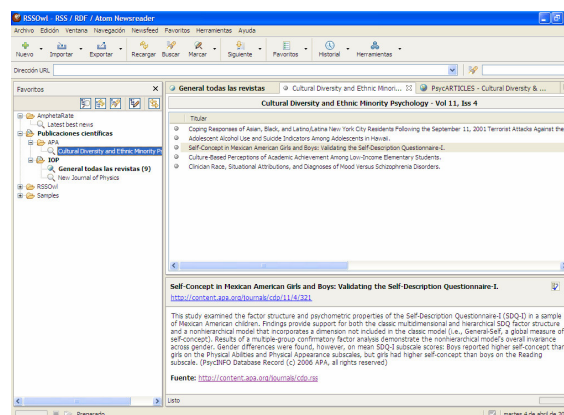 RSSOwl - RSS / RDF / Atom Newsreader
Archivo Edición Ventana Navegación Newsfeed Favoritos Herramientas Ayuda
Nuevo Importar Exportar Recargar Buscar Marcar Siguiente Favoritos Historial Herramientas
Dirección URL
Favoritos
General todas las revistas
Cultural Diversity and Ethnic Minori...
PsycARTICLES - Cultural Diversity & ...
AmphetaRate
Latest best news
Publicaciones científicas
APA
Cultural Diversity and Ethnic Minority P
IOP
General todas las revistas (9)
New Journal of Physics
RSSOwl
Samples
Cultural Diversity and Ethnic Minority Psychology - Vol 11, Iss 4
Titular
Coping Responses of Asian, Black, and Latino/Latina New York City Residents Following the September 11, 2001 Terrorist Attacks Against the
Adolescent Alcohol Use and Suicide Indicators Among Adolescents in Hawaii.
Self-Concept in Mexican American Girls and Boys: Validating the Self-Description Questionnaire-I.
Culture-Based Perceptions of Academic Achievement Among Low-Income Elementary Students.
Clinician Race, Situational Attributions, and Diagnoses of Mood Versus Schizophrenia Disorders.
Self-Concept in Mexican American Girls and Boys: Validating the Self-Description Questionnaire-I.
http://content.apa.org/journals/cdp/11/4/321
This study examined the factor structure and psychometric properties of the Self-Description Questionnaire-I (SDQ-I) in a sample
of Mexican American children. Findings provide support for both the classic multidimensional and hierarchical SDQ factor structure
and a nonhierarchical model that incorporates a dimension not included in the classic model (i.e., General-Self, a global measure of
self-concept). Results of a multiple-group confirmatory factor analysis demonstrate the nonhierarchical model's overall invariance
across gender. Gender differences were found, however, on mean SDQ-I subscale scores: Boys reported higher self-concept than
girls on the Physical Abilities and Physical Appearance subscales, but girls had higher self-concept than boys on the Reading
subscale. (PsycINFO Database Record (c) 2006 APA, all rights reserved)
Fuente: http://content.apa.org/journals/cdp.rss
Listo
Preparado
martes 4 de abril de 20